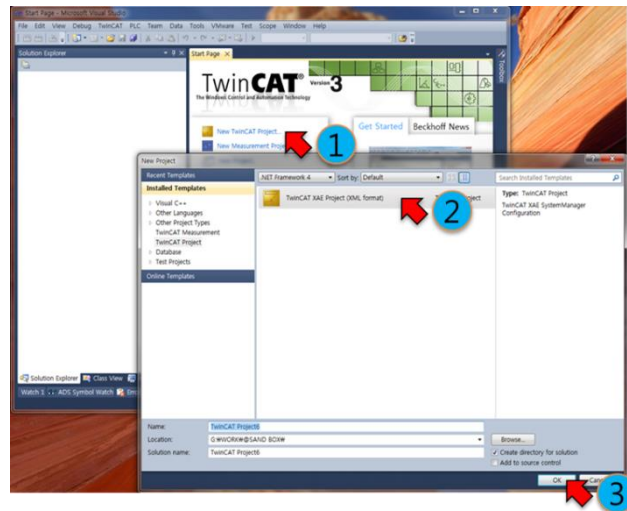 Start Page - Microsoft Visual Studio
File Edit View Debug TwinCAT PLC Team Data Tools VMware Test Scope Window Help
Solution Explorer
Start Page
Toolbox
TwinCAT® Version 3
The Windows Control and Automation Technology
New TwinCAT Project...
New Measurement Project
Get Started Beckhoff News
1
New Project
Recent Templates
.NET Framework 4 Sort by: Default
Search Installed Templates
Installed Templates
TwinCAT XAE Project (XML format)
Type: TwinCAT Project
TwinCAT XAE SystemManager
Configuration
2
Visual C++
Other Languages
Other Project Types
TwinCAT Measurement
TwinCAT Project
Database
Test Projects
Online Templates
Solution Explorer Class View
Watch 1 ADS Symbol Watch
Name: TwinCAT Project6
Location: G:₩WORK₩@SAND BOX₩
Browse...
Solution name: TwinCAT Project6
Create directory for solution
Add to source control
OK
3